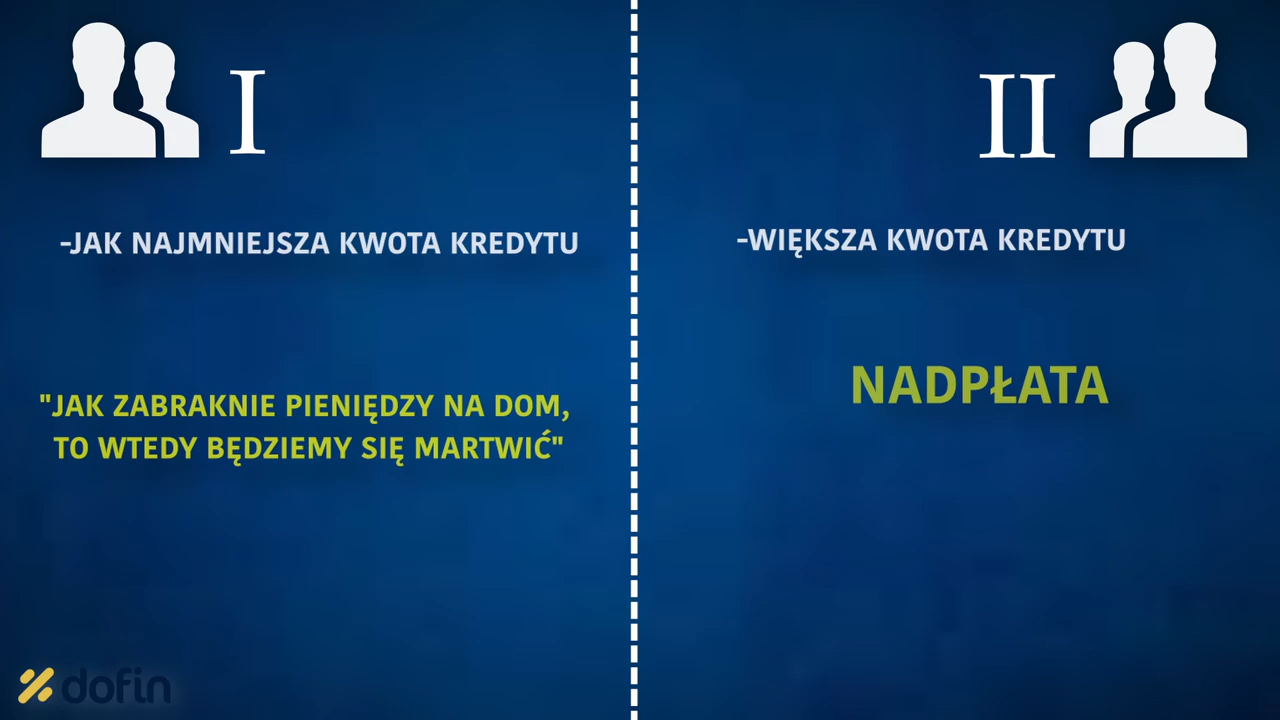 I
-JAK NAJMNIEJSZA KWOTA KREDYTU
"JAK ZABRAKNIE PIENIĘDZY NA DOM,
TO WTEDY BĘDZIEMY SIĘ MARTWIĆ"
II
-WIĘKSZA KWOTA KREDYTU
NADPŁATA
dofin